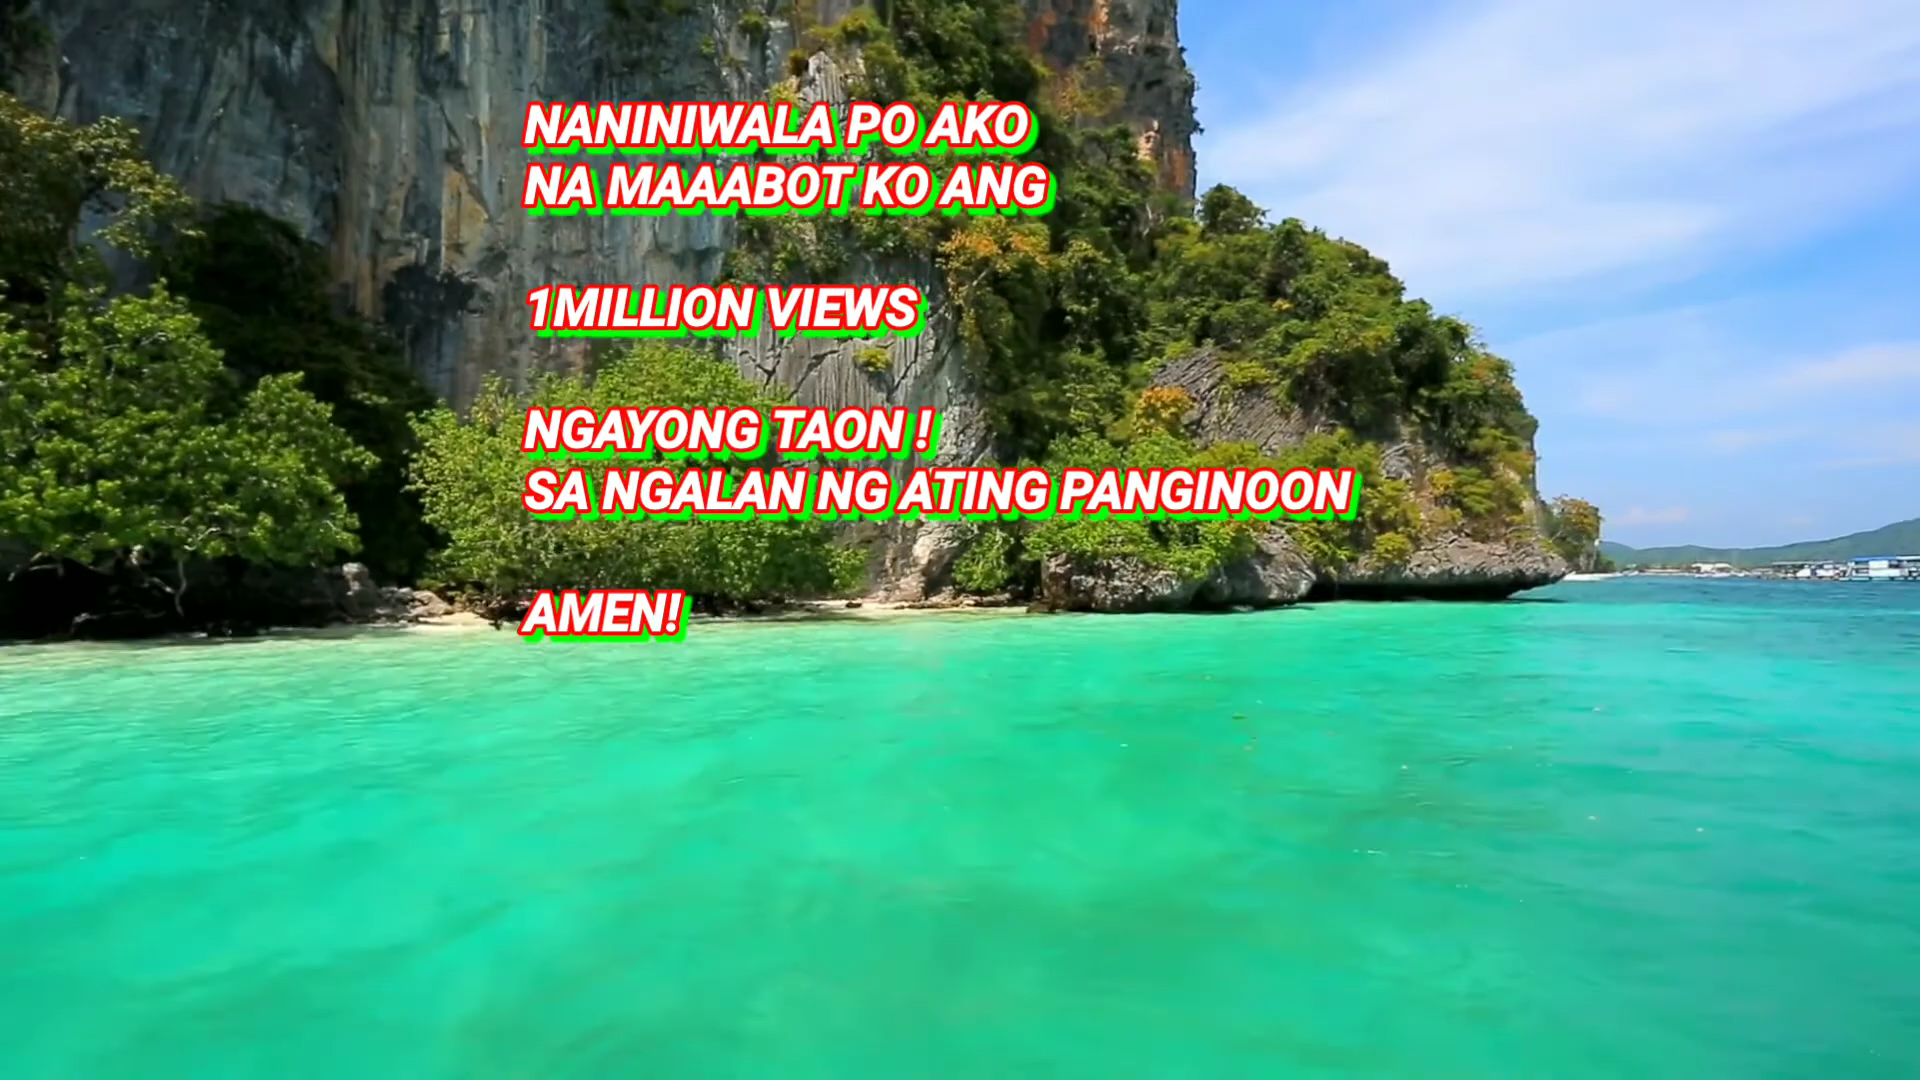 NANINIWALA PO AKO
NA MAAABOT KO ANG
1MILLION VIEWS
NGAYONG TAON !
SA NGALAN NG ATING PANGINOON
AMEN!